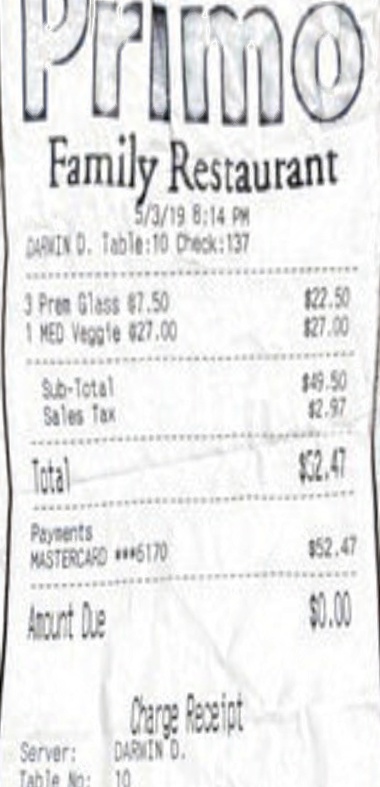 Primo
Family Restaurant
5/3/19 8:14 PM
DARWIN D. Table:10 Check:137
3 Prem Glass @7.50 $22.50
1 MED Veggie @27.00 $27.00
Sub-Total $49.50
Sales Tax $2.97
Total $52.47
Payments
MASTERCARD ***6170 $52.47
Amount Due $0.00
Charge Receipt
Server: DARWIN D.
Table No: 10